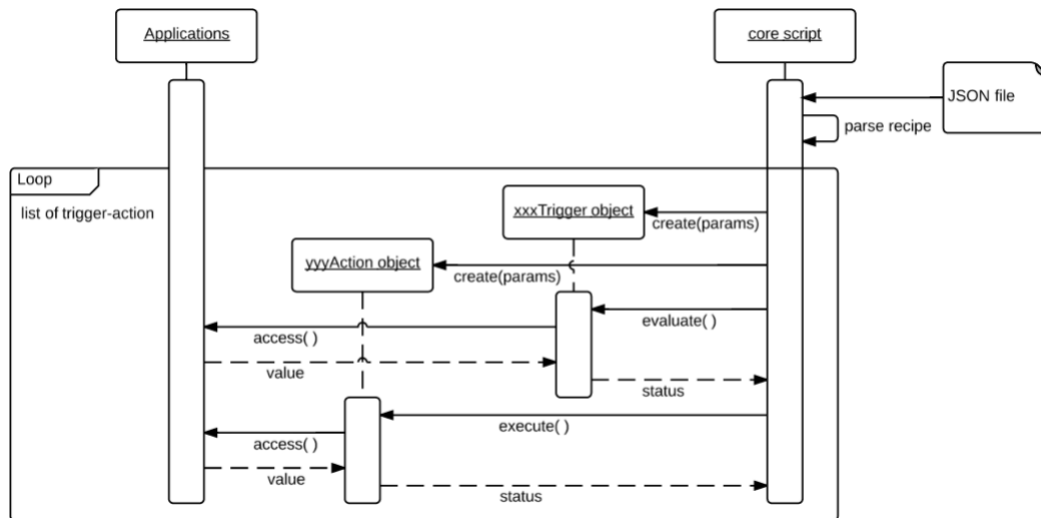 Applications
core script
JSON file
parse recipe
Loop
list of trigger-action
xxxTrigger object
create(params)
yyyAction object
create(params)
evaluate( )
access( )
value
status
execute( )
access( )
value
status